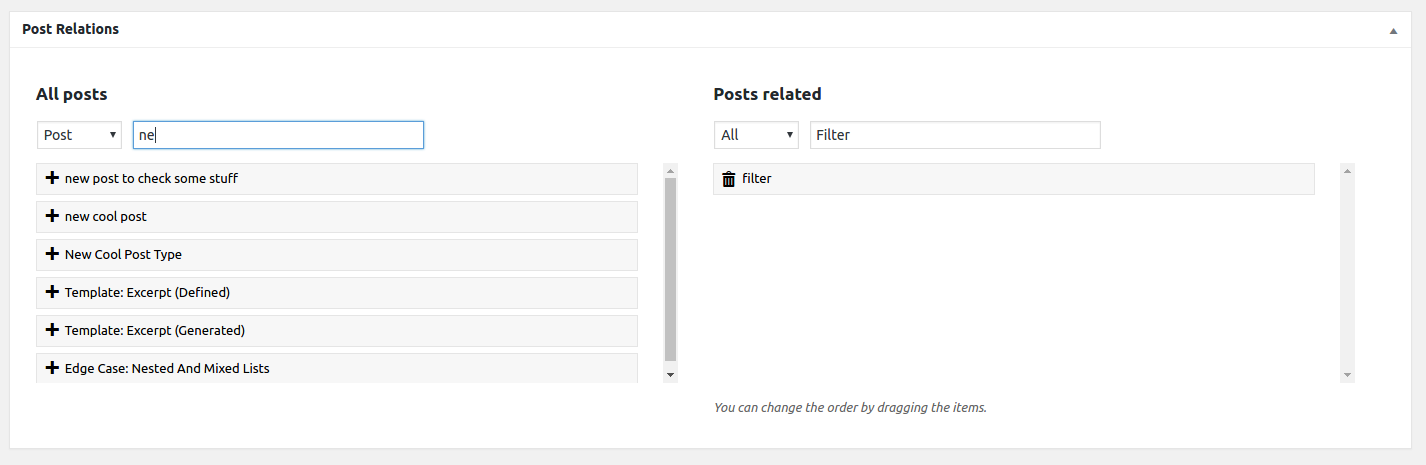 Post Relations
All posts
Post
ne
new post to check some stuff
new cool post
New Cool Post Type
Template: Excerpt (Defined)
Template: Excerpt (Generated)
Edge Case: Nested And Mixed Lists
Posts related
All
Filter
filter
You can change the order by dragging the items.